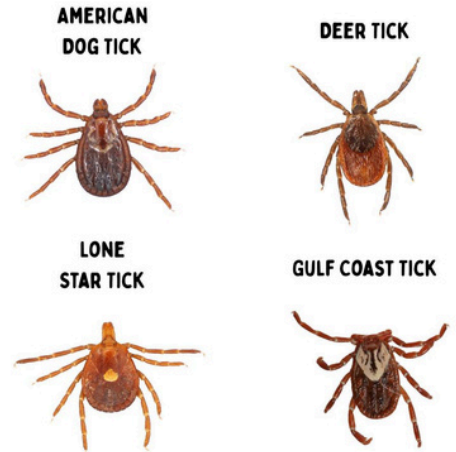 AMERICAN
DOG TICK
DEER TICK
LONE
STAR TICK
GULF COAST TICK